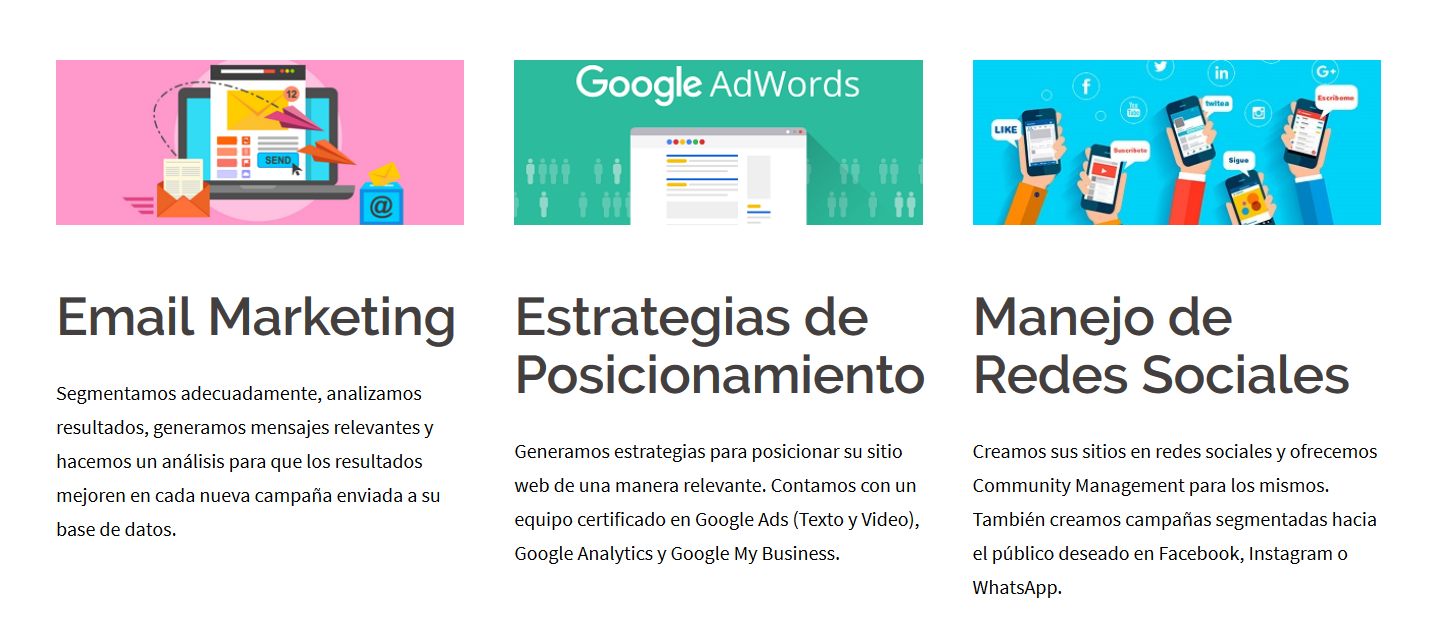 12
SEND
@
Google AdWords
LIKE
Suscríbete
twitea
Sigue
Escríbeme
f
You
Tube
in
G+
Email Marketing
Segmentamos adecuadamente, analizamos
resultados, generamos mensajes relevantes y
hacemos un análisis para que los resultados
mejoren en cada nueva campaña enviada a su
base de datos.
Estrategias de
Posicionamiento
Generamos estrategias para posicionar su sitio
web de una manera relevante. Contamos con un
equipo certificado en Google Ads (Texto y Video),
Google Analytics y Google My Business.
Manejo de
Redes Sociales
Creamos sus sitios en redes sociales y ofrecemos
Community Management para los mismos.
También creamos campañas segmentadas hacia
el público deseado en Facebook, Instagram o
WhatsApp.